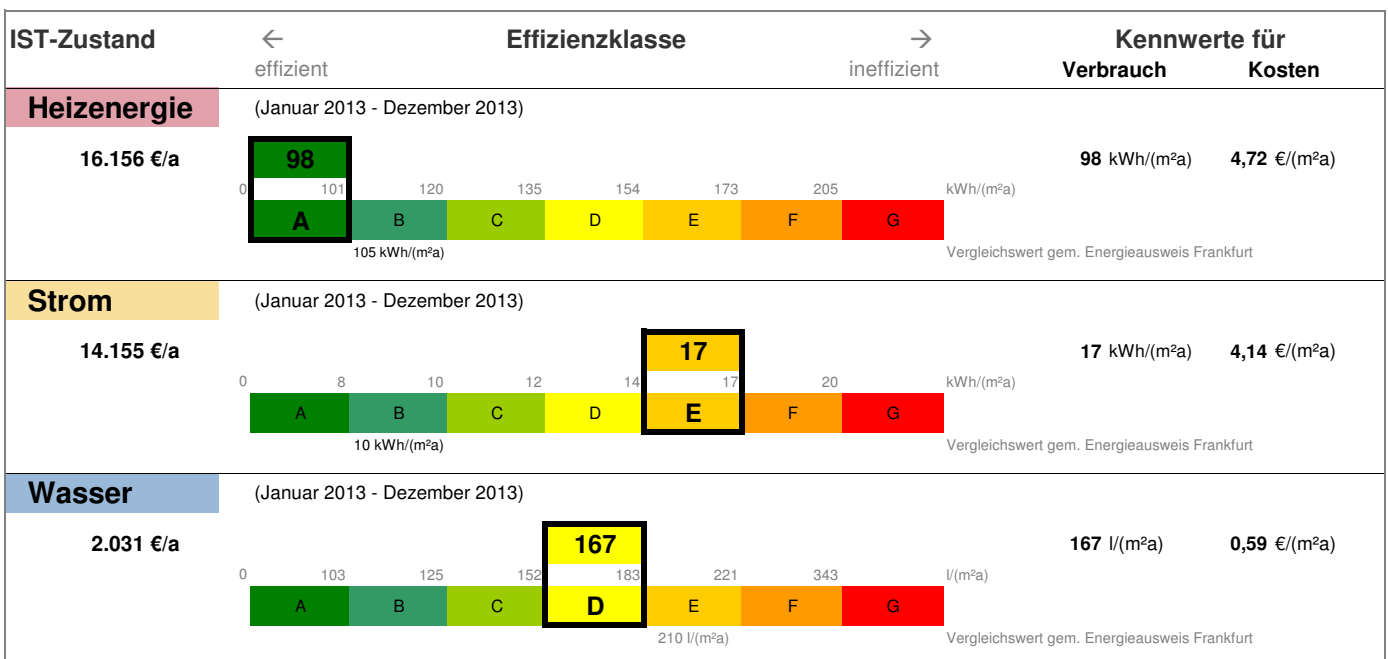 IST-Zustand ← Effizienzklasse → Kennwerte für
effizient ineffizient Verbrauch Kosten
Heizenergie (Januar 2013 - Dezember 2013)
16.156 €/a 98 98 kWh/(m²a) 4,72 €/(m²a)
0 101 120 135 154 173 205 kWh/(m²a)
A B C D E F G
105 kWh/(m²a) Vergleichswert gem. Energieausweis Frankfurt
Strom (Januar 2013 - Dezember 2013)
14.155 €/a 17 17 kWh/(m²a) 4,14 €/(m²a)
0 8 10 12 14 17 20 kWh/(m²a)
A B C D E F G
10 kWh/(m²a) Vergleichswert gem. Energieausweis Frankfurt
Wasser (Januar 2013 - Dezember 2013)
2.031 €/a 167 167 l/(m²a) 0,59 €/(m²a)
0 103 125 152 183 221 343 l/(m²a)
A B C D E F G
210 l/(m²a) Vergleichswert gem. Energieausweis Frankfurt